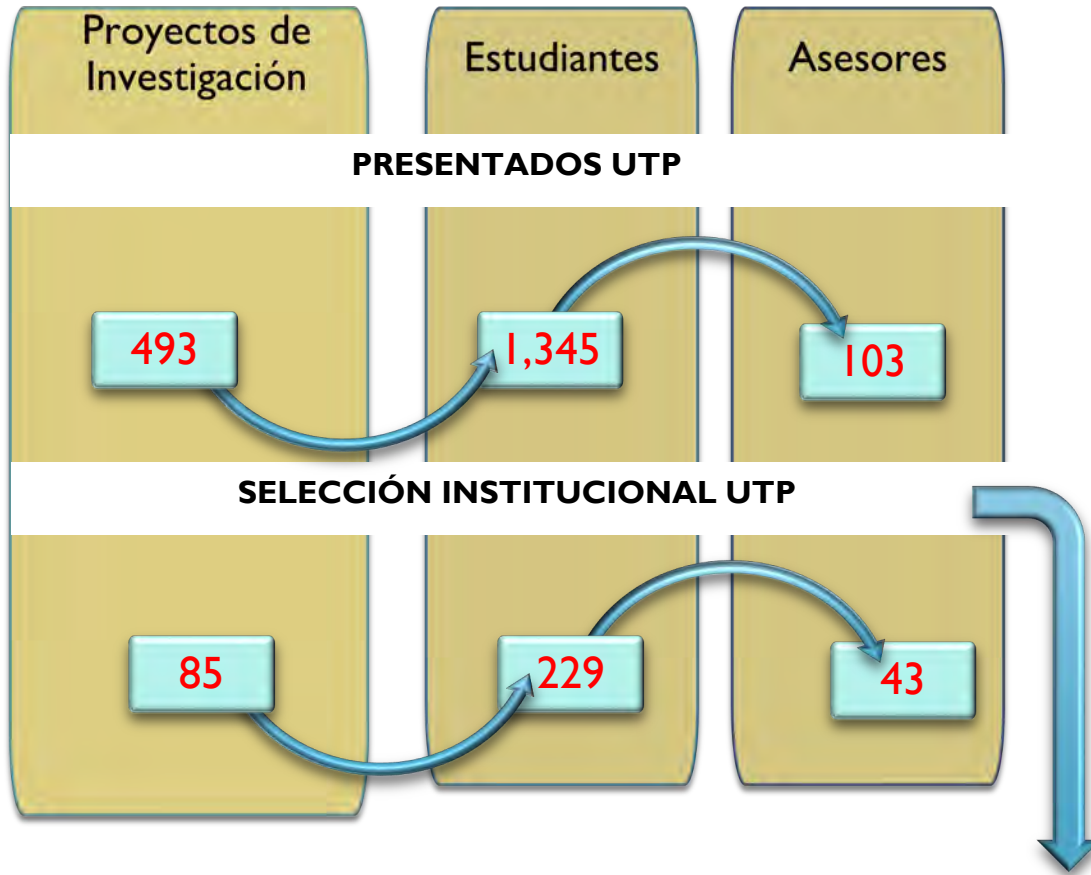 Proyectos de
Investigación
Estudiantes
Asesores
PRESENTADOS UTP
493
1,345
103
SELECCIÓN INSTITUCIONAL UTP
85
229
43